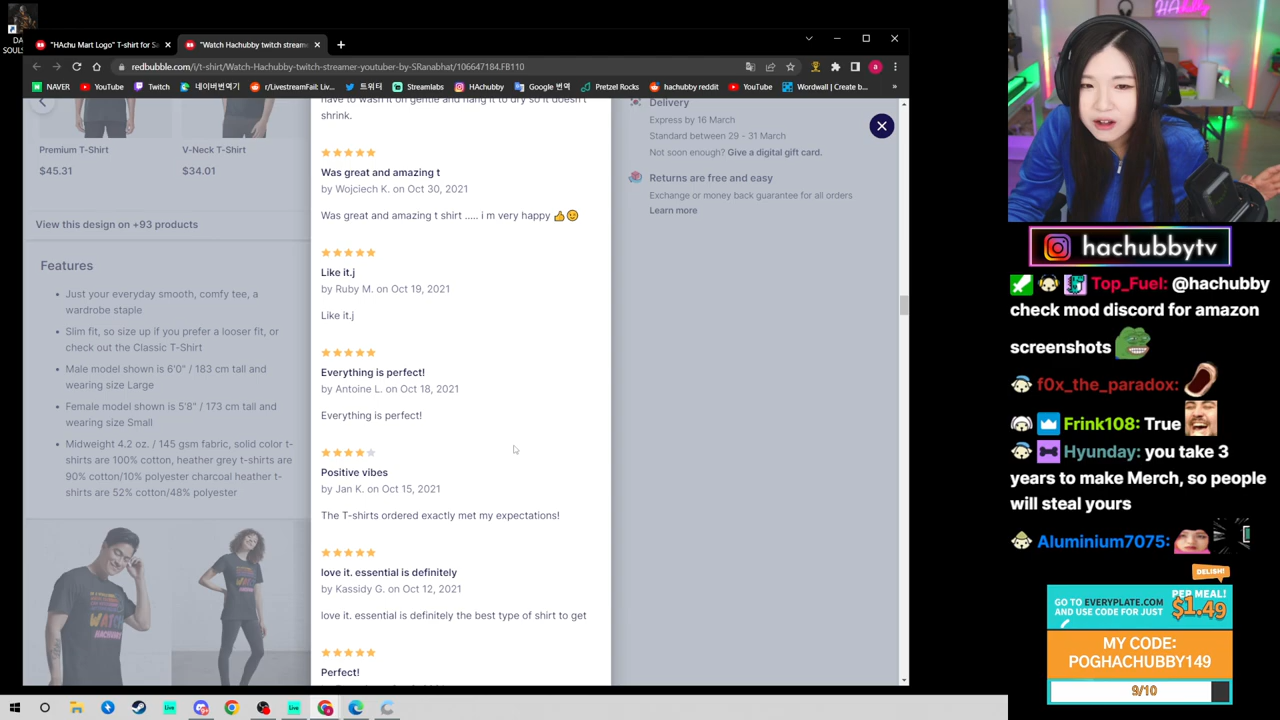 DA
SOULS
"HAchu Mart Logo" T-shirt for Sa
"Watch Hachubby twitch streame
redbubble.com/i/t-shirt/Watch-Hachubby-twitch-streamer-youtuber-by-SRanabhat/106647184.FB110
NAVER
YouTube
Twitch
네이버번역기
r/LivestreamFail: Liv...
트위터
Streamlabs
HAchubby
Google 번역
Pretzel Rocks
hachubby reddit
YouTube
Wordwall | Create b...
Premium T-Shirt
$45.31
V-Neck T-Shirt
$34.01
View this design on +93 products
Features
Just your everyday smooth, comfy tee, a
wardrobe staple
Slim fit, so size up if you prefer a looser fit, or
check out the Classic T-Shirt
Male model shown is 6'0" / 183 cm tall and
wearing size Large
Female model shown is 5'8" / 173 cm tall and
wearing size Small
Midweight 4.2 oz. / 145 gsm fabric, solid color t-
shirts are 100% cotton, heather grey t-shirts are
90% cotton/10% polyester charcoal heather t-
shirts are 52% cotton/48% polyester
WATCH
have to wash it on gentle and hang it to dry so it doesn't
shrink.
Was great and amazing t
by Wojciech K. on Oct 30, 2021
Was great and amazing t shirt ..... i m very happy 👍😉
Like it.j
by Ruby M. on Oct 19, 2021
Like it.j
Everything is perfect!
by Antoine L. on Oct 18, 2021
Everything is perfect!
Positive vibes
by Jan K. on Oct 15, 2021
The T-shirts ordered exactly met my expectations!
love it. essential is definitely
by Kassidy G. on Oct 12, 2021
love it. essential is definitely the best type of shirt to get
Perfect!
Delivery
Express by 16 March
Standard between 29 - 31 March
Not soon enough? Give a digital gift card.
Returns are free and easy
Exchange or money back guarantee for all orders
Learn more
hachubbytv
Top_Fuel: @hachubby
check mod discord for amazon
screenshots
f0x_the_paradox:
Frink108: True
Hyunday: you take 3
years to make Merch, so people
will steal yours
Aluminium7075:
DELISH!
GO TO EVERYPLATE.COM
AND USE CODE FOR JUST
PER MEAL!
$1.49
MY CODE:
POGHACHUBBY149
9/10
Live
Live